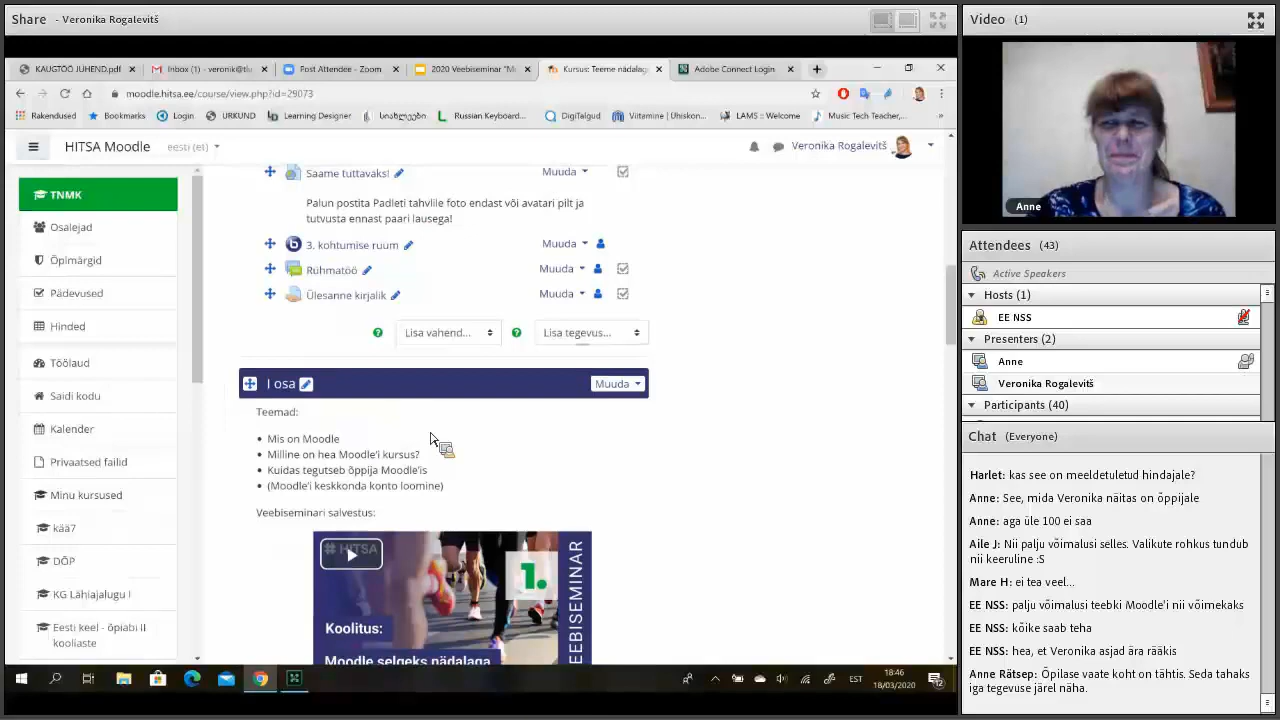 Share - Veronika Rogalevitš
KAUGTÖÖ JUHEND.pdf
Inbox (1) - veronik@tlu
Post Attendee - Zoom
2020 Veebiseminar "M
Kursus: Teeme nädalag
Adobe Connect Login
moodle.hitsa.ee/course/view.php?id=29073
Rakendused
Bookmarks
Login
URKUND
Learning Designer
სიახლეები
Russian Keyboard...
DigiTalgud
Viitamine | Uhiskon...
LAMS :: Welcome
Music Tech Teacher,...
HITSA Moodle
eesti (et)
Veronika Rogalevitš
TNMK
Osalejad
Õpimärgid
Pädevused
Hinded
Töölaud
Saidi kodu
Kalender
Privaatsed failid
Minu kursused
kää7
DÕP
KG Lähiajalugu I
Eesti keel - õpiabi II
kooliaste
Saame tuttavaks!
Muuda
Palun postita Padleti tahvlile foto endast või avatari pilt ja
tutvusta ennast paari lausega!
3. kohtumise ruum
Muuda
Rühmatöö
Muuda
Ülesanne kirjalik
Muuda
Lisa vahend...
Lisa tegevus...
I osa
Muuda
Teemad:
Mis on Moodle
Milline on hea Moodle'i kursus?
Kuidas tegutseb õppija Moodle'is
(Moodle'i keskkonda konto loomine)
Veebiseminari salvestus:
# HITSA
1.
EEBISEMINAR
Koolitus:
Moodle selgeks nädalaga
EST
18:46
18/03/2020
12
Video (1)
Anne
Attendees (43)
Active Speakers
Hosts (1)
EE NSS
Presenters (2)
Anne
Veronika Rogalevitš
Participants (40)
Chat (Everyone)
Harlet: kas see on meeldetuletud hindajale?
Anne: See, mida Veronika näitas on õppijale
Anne: aga üle 100 ei saa
Aile J: Nii palju võimalusi selles. Valikute rohkus tundub
nii keeruline :S
Mare H: ei tea veel...
EE NSS: palju võimalusi teebki Moodle'i nii võimekaks
EE NSS: kõike saab teha
EE NSS: hea, et Veronika asjad ära rääkis
Anne Rätsep: Õpilase vaate koht on tähtis. Seda tahaks
iga tegevuse järel näha.